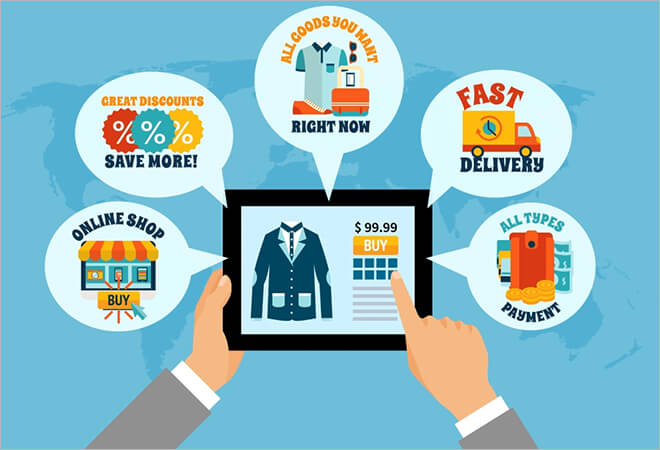 ALL GOODS YOU WANT
RIGHT NOW
GREAT DISCOUNTS
% % %
SAVE MORE!
FAST
DELIVERY
ONLINE SHOP
BUY
$ 99.99
BUY
ALL TYPES
PAYMENT